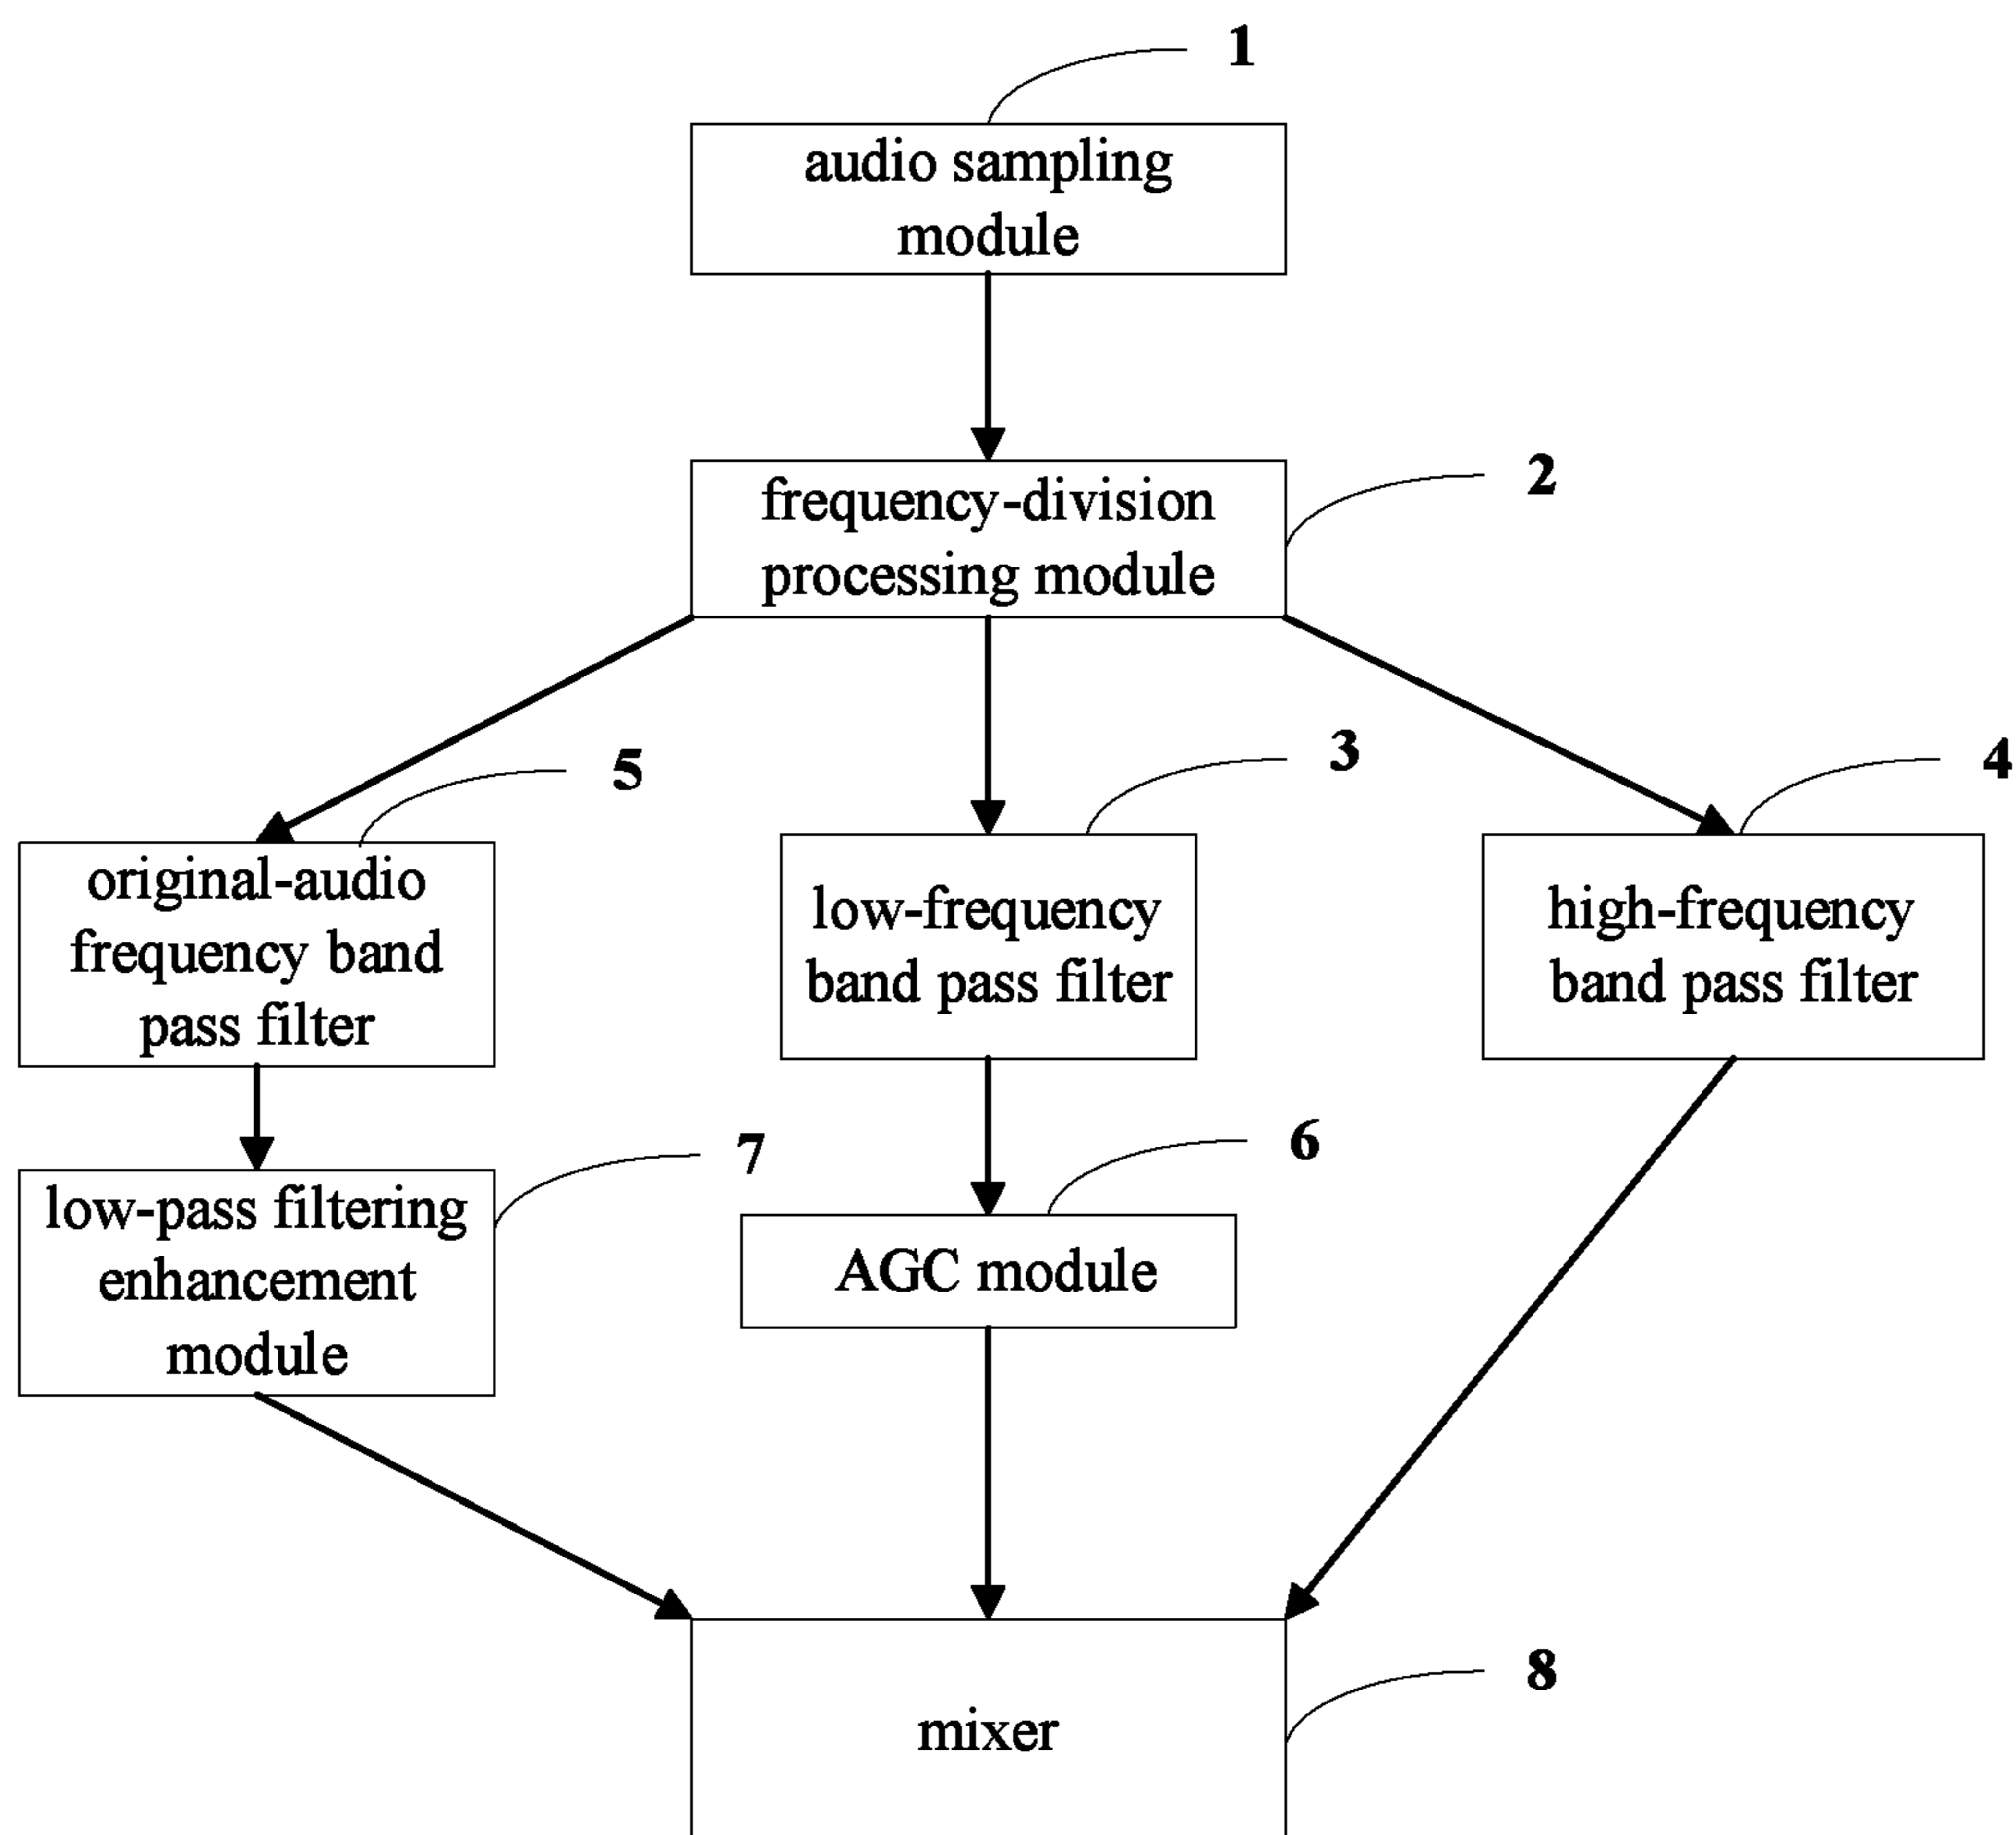 1
audio sampling
module
2
frequency-division
processing module
5
3
4
original-audio
frequency band
pass filter
low-frequency
band pass filter
high-frequency
band pass filter
7
6
low-pass filtering
enhancement
module
AGC module
8
mixer